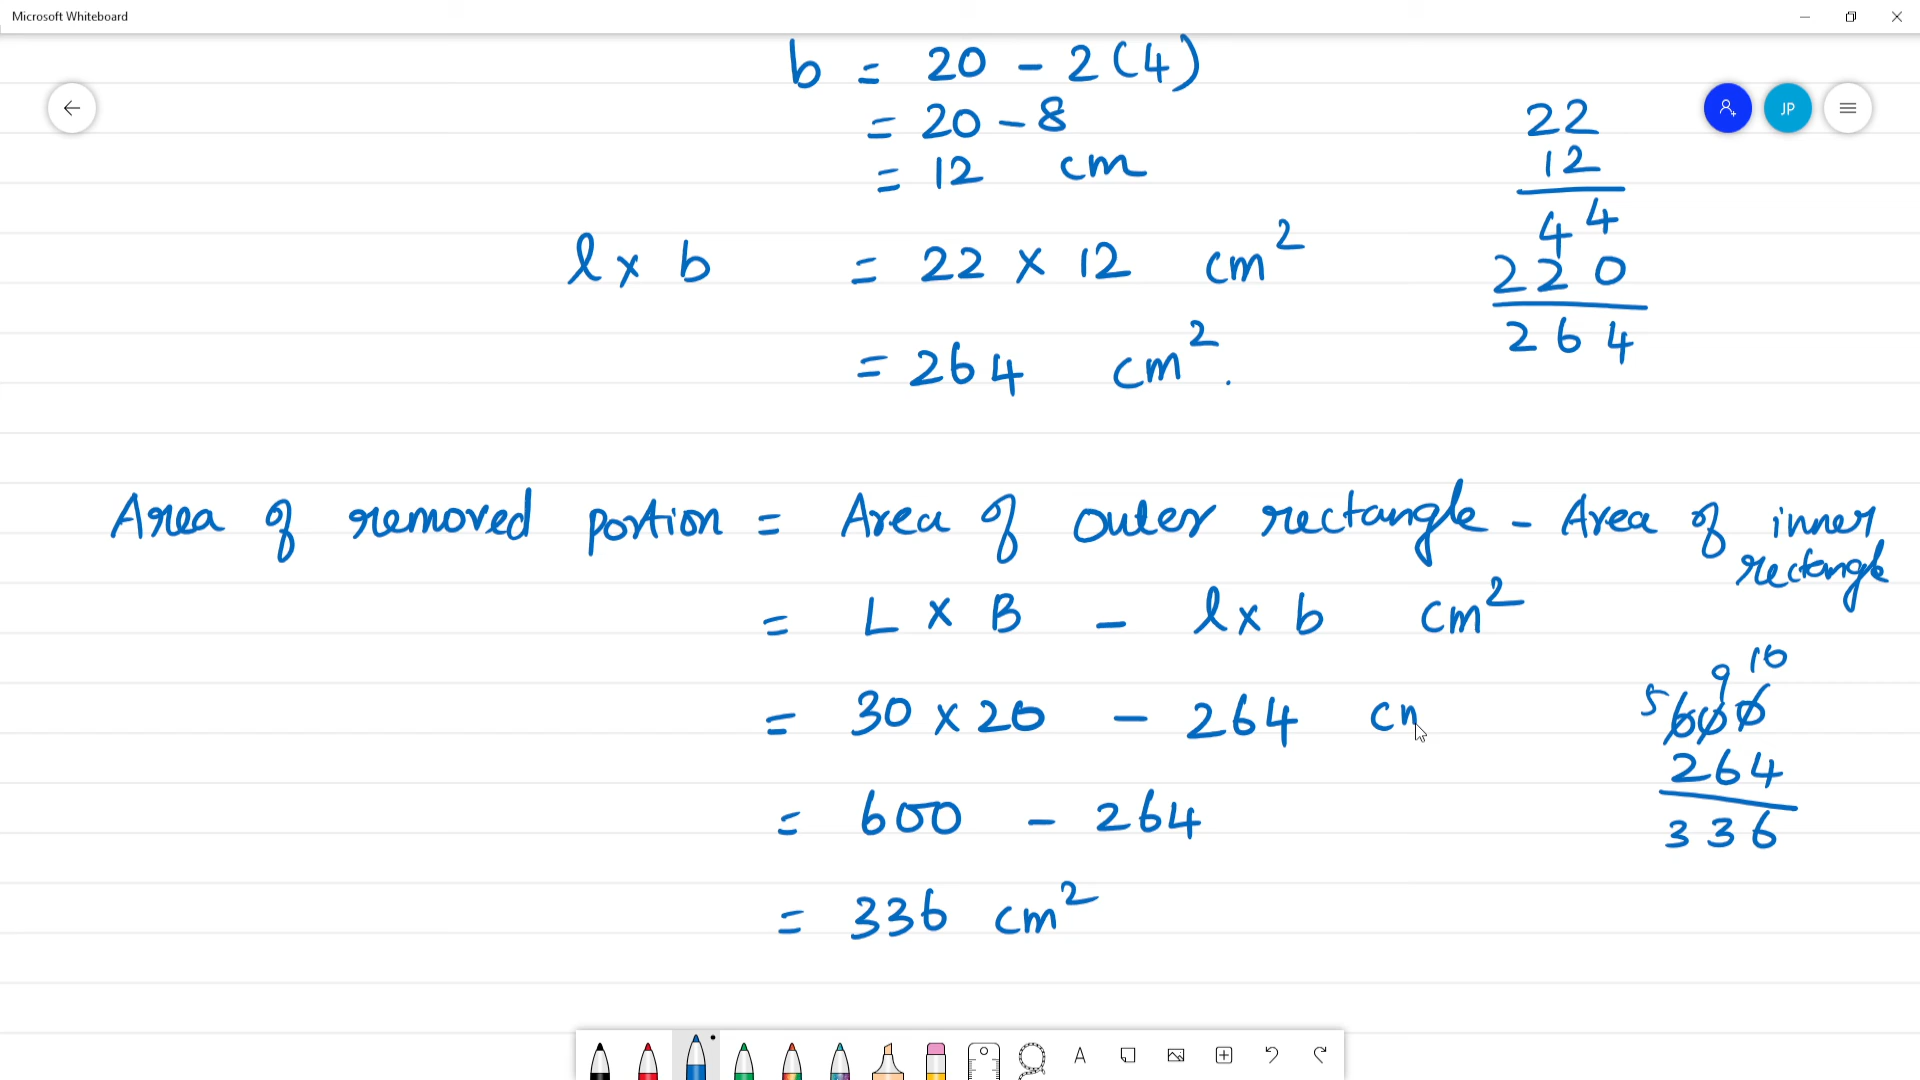 Microsoft Whiteboard
b = 20 - 2(4)
= 20 - 8
= 12 cm
l x b = 22 x 12 cm²
= 264 cm².
22
12
44
220
264
JP
Area of removed portion = Area of outer rectangle - Area of inner
rectangle
= L x B - l x b cm²
= 30 x 20 - 264 cm
= 600 - 264
= 336 cm²
5 9 10
600
264
336
A